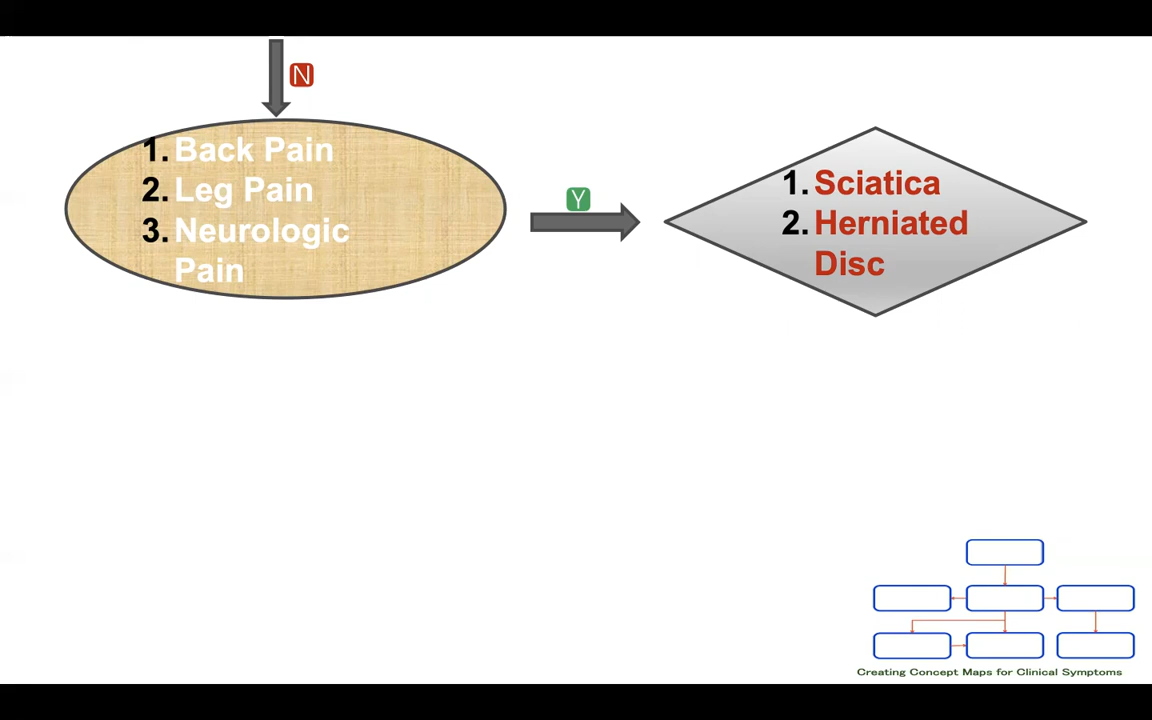 N
1. Back Pain
2. Leg Pain
3. Neurologic
Pain
Y
1. Sciatica
2. Herniated
Disc
Creating Concept Maps for Clinical Symptoms